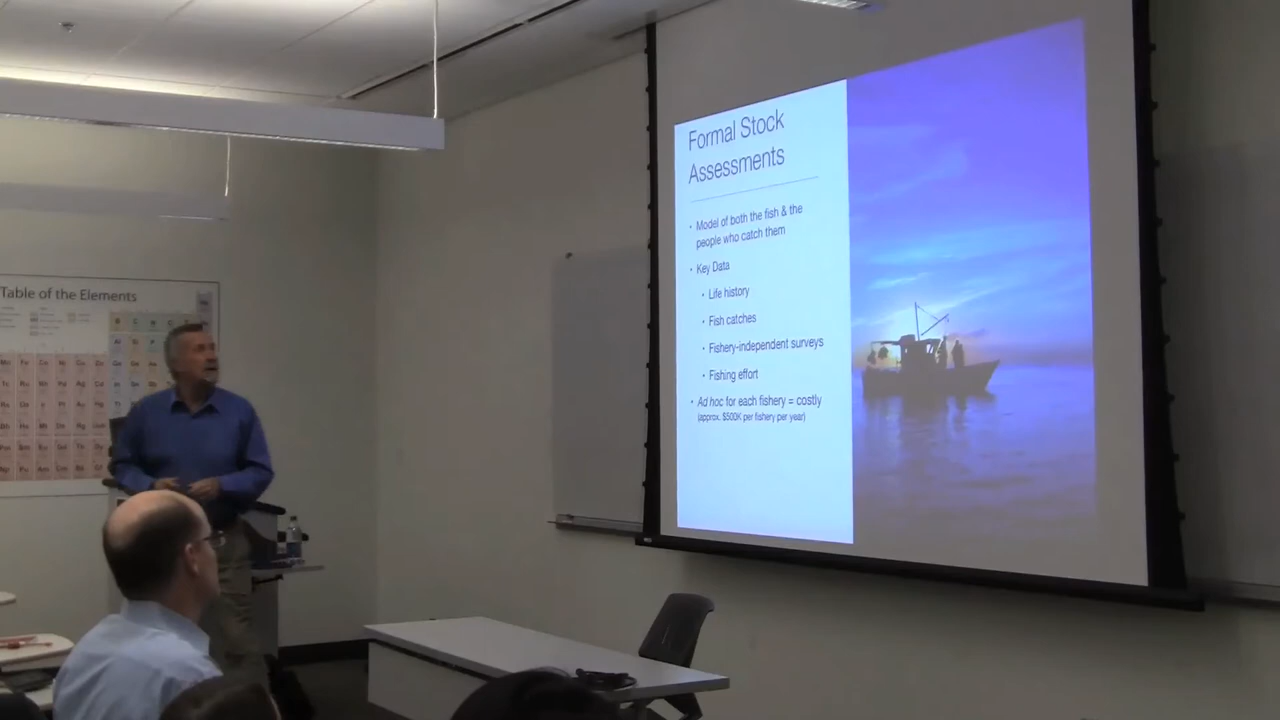 Formal Stock
Assessments
• Model of both the fish & the
people who catch them
• Key Data
• Life history
• Fish catches
• Fishery-independent surveys
• Fishing effort
• Ad hoc for each fishery = costly
(approx. $500K per fishery per year)
Table of the Elements